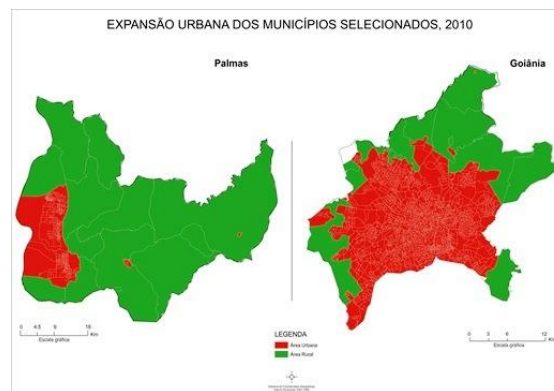 EXPANSÃO URBANA DOS MUNICÍPIOS SELECIONADOS, 2010
Palmas
Goiânia
0 4,5 9 18
Km
Escala gráfica
LEGENDA
Área Urbana
Área Rural
0 3 6 12
Km
Escala gráfica